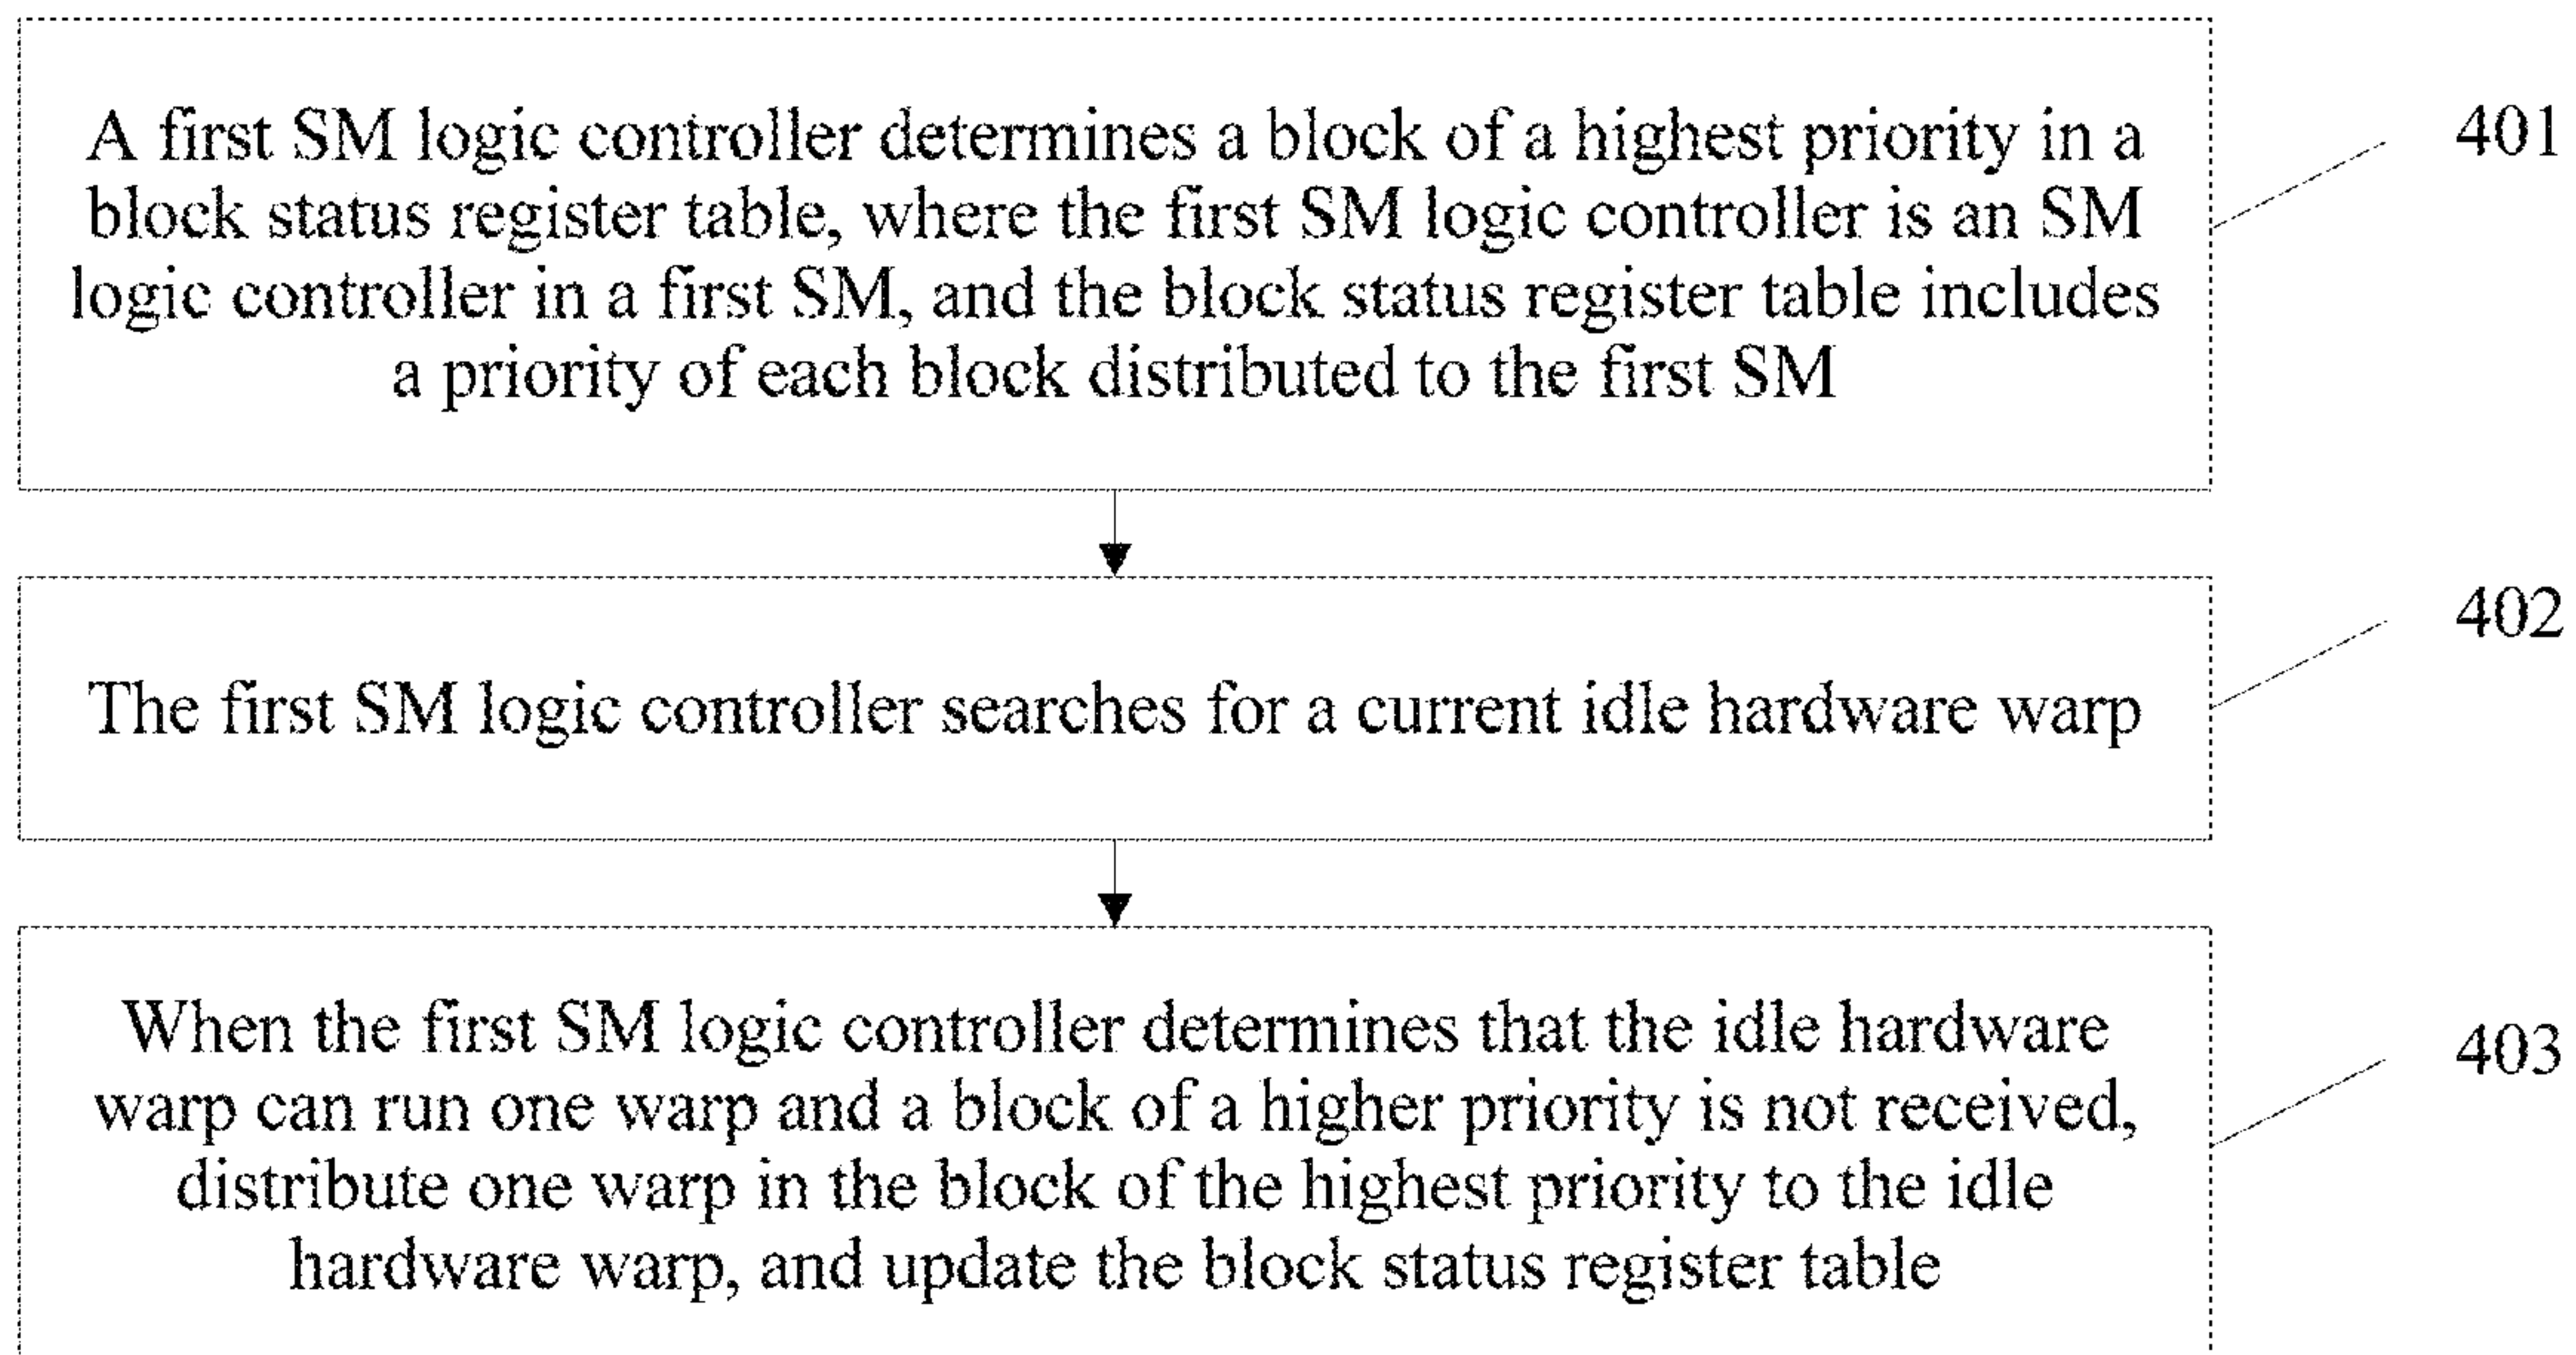 A first SM logic controller determines a block of a highest priority in a
block status register table, where the first SM logic controller is an SM
logic controller in a first SM, and the block status register table includes
a priority of each block distributed to the first SM
401
The first SM logic controller searches for a current idle hardware warp
402
When the first SM logic controller determines that the idle hardware
warp can run one warp and a block of a higher priority is not received,
distribute one warp in the block of the highest priority to the idle
hardware warp, and update the block status register table
403